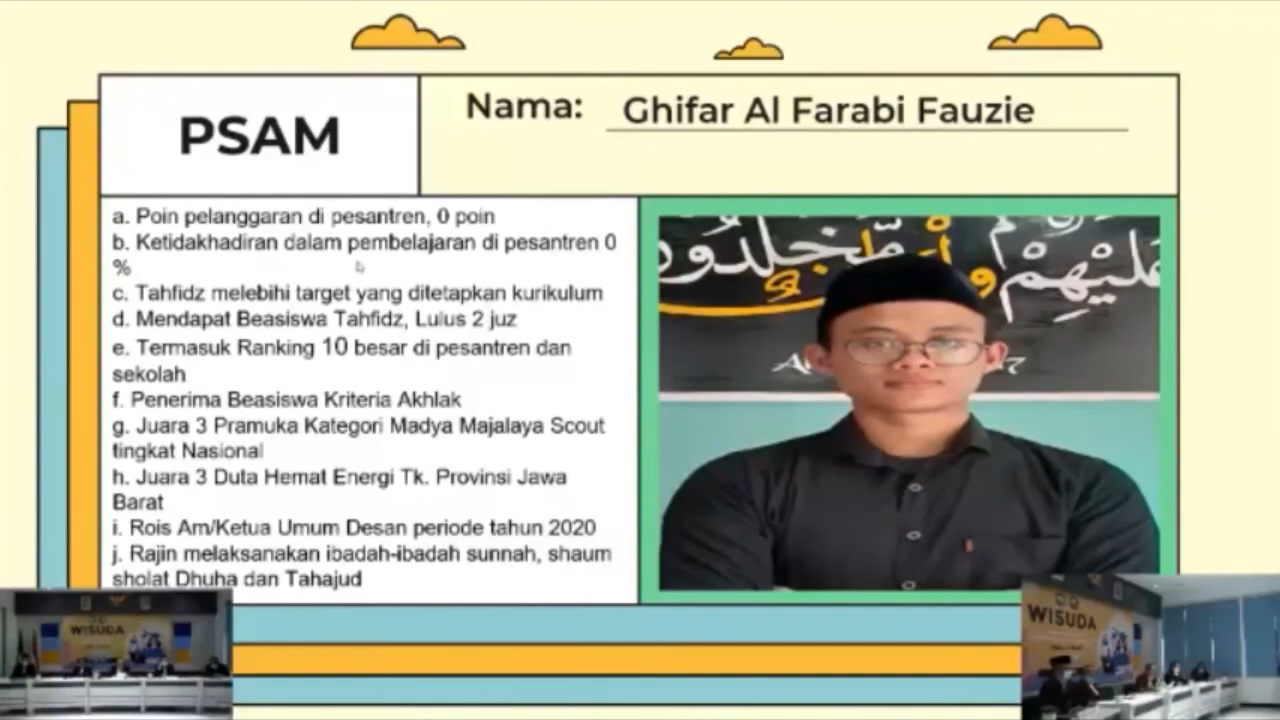 PSAM
Nama: Ghifar Al Farabi Fauzie
a. Poin pelanggaran di pesantren, 0 poin
b. Ketidakhadiran dalam pembelajaran di pesantren 0
%
c. Tahfidz melebihi target yang ditetapkan kurikulum
d. Mendapat Beasiswa Tahfidz, Lulus 2 juz
e. Termasuk Ranking 10 besar di pesantren dan
sekolah
f. Penerima Beasiswa Kriteria Akhlak
g. Juara 3 Pramuka Kategori Madya Majalaya Scout
tingkat Nasional
h. Juara 3 Duta Hemat Energi Tk. Provinsi Jawa
Barat
i. Rois Am/Ketua Umum Desan periode tahun 2020
j. Rajin melaksanakan ibadah-ibadah sunnah, shaum
sholat Dhuha dan Tahajud
WISUDA
WISUDA